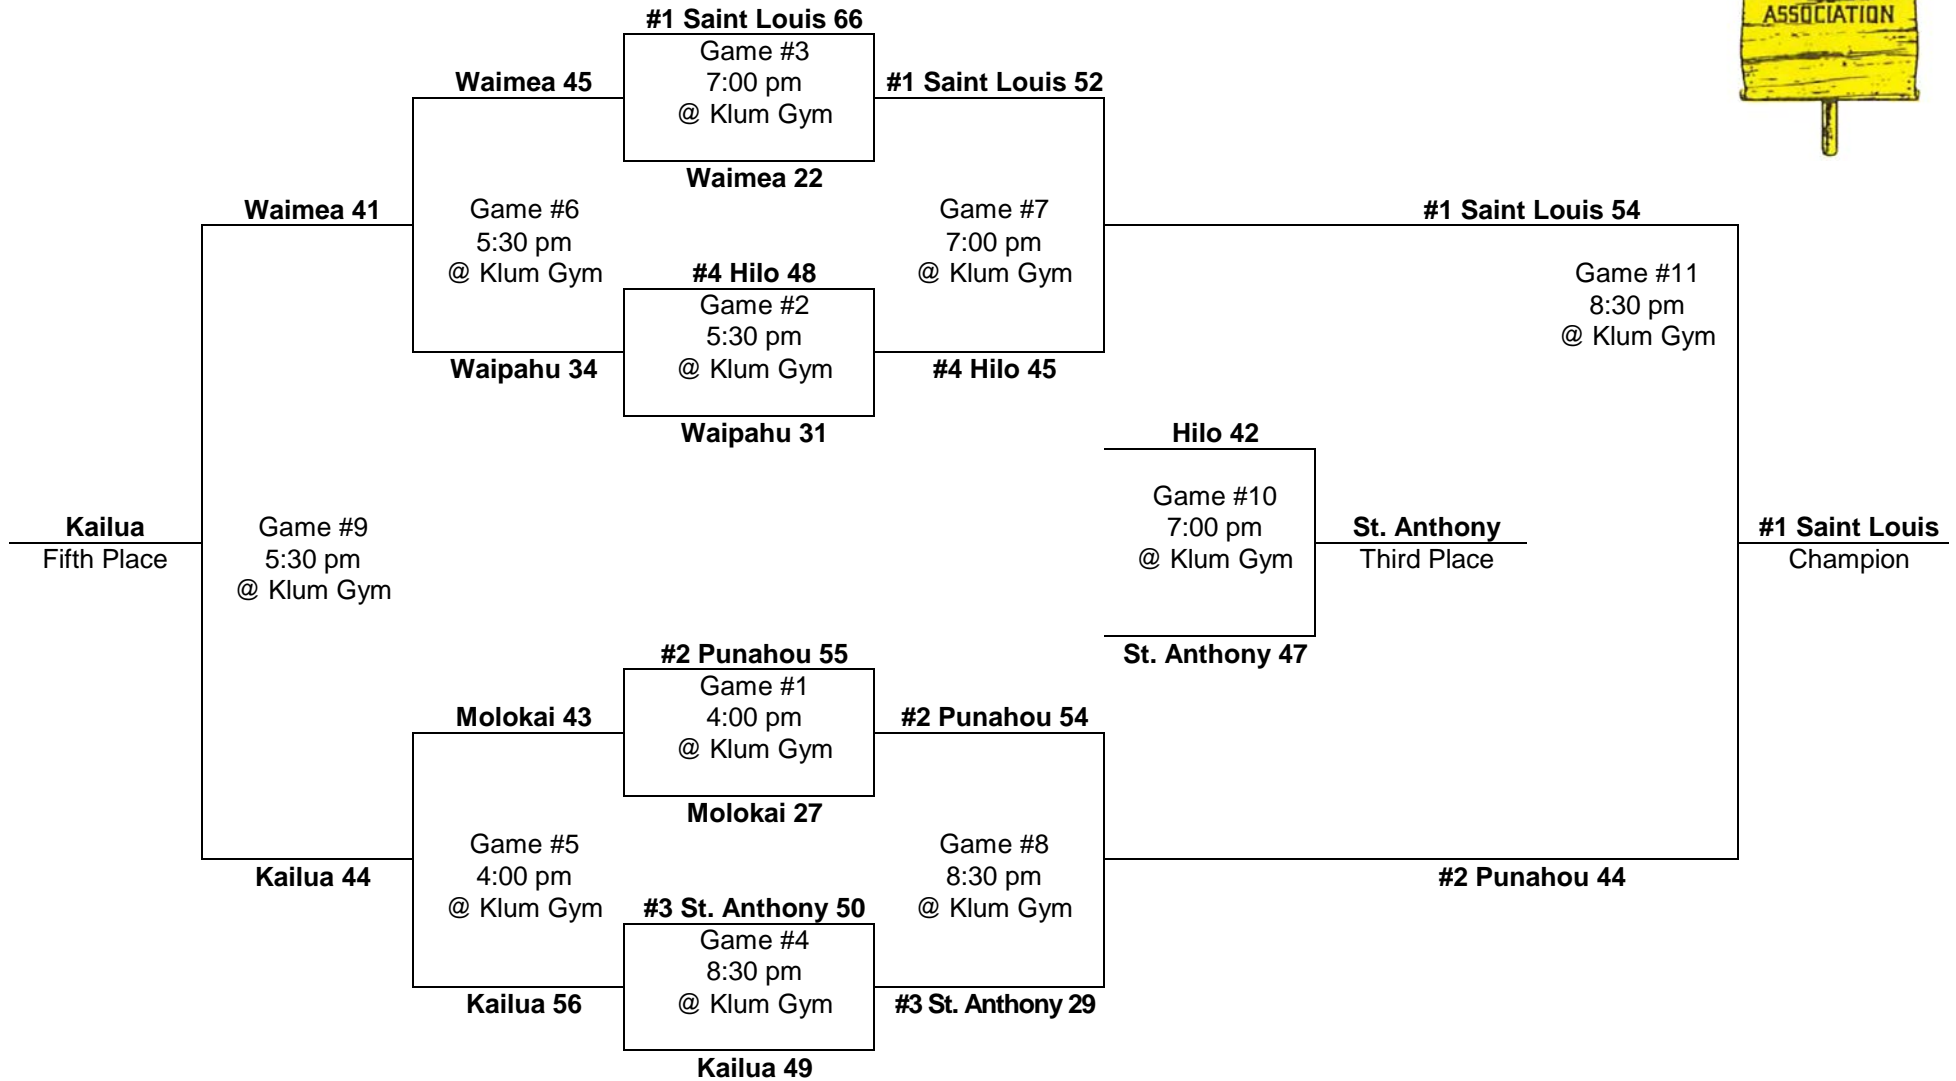 ASSOCIATION
#1 Saint Louis 66
Game #3
7:00 pm
@ Klum Gym
Waimea 45
#1 Saint Louis 52
Waimea 22
Waimea 41
Game #6
5:30 pm
@ Klum Gym
Game #7
7:00 pm
@ Klum Gym
#1 Saint Louis 54
#4 Hilo 48
Game #2
5:30 pm
@ Klum Gym
Game #11
8:30 pm
@ Klum Gym
Waipahu 34
#4 Hilo 45
Waipahu 31
Hilo 42
Game #10
7:00 pm
@ Klum Gym
Kailua
Fifth Place
Game #9
5:30 pm
@ Klum Gym
St. Anthony
Third Place
#1 Saint Louis
Champion
St. Anthony 47
#2 Punahou 55
Game #1
4:00 pm
@ Klum Gym
Molokai 43
#2 Punahou 54
Molokai 27
Game #5
4:00 pm
@ Klum Gym
Game #8
8:30 pm
@ Klum Gym
Kailua 44
#2 Punahou 44
#3 St. Anthony 50
Game #4
8:30 pm
@ Klum Gym
Kailua 56
#3 St. Anthony 29
Kailua 49